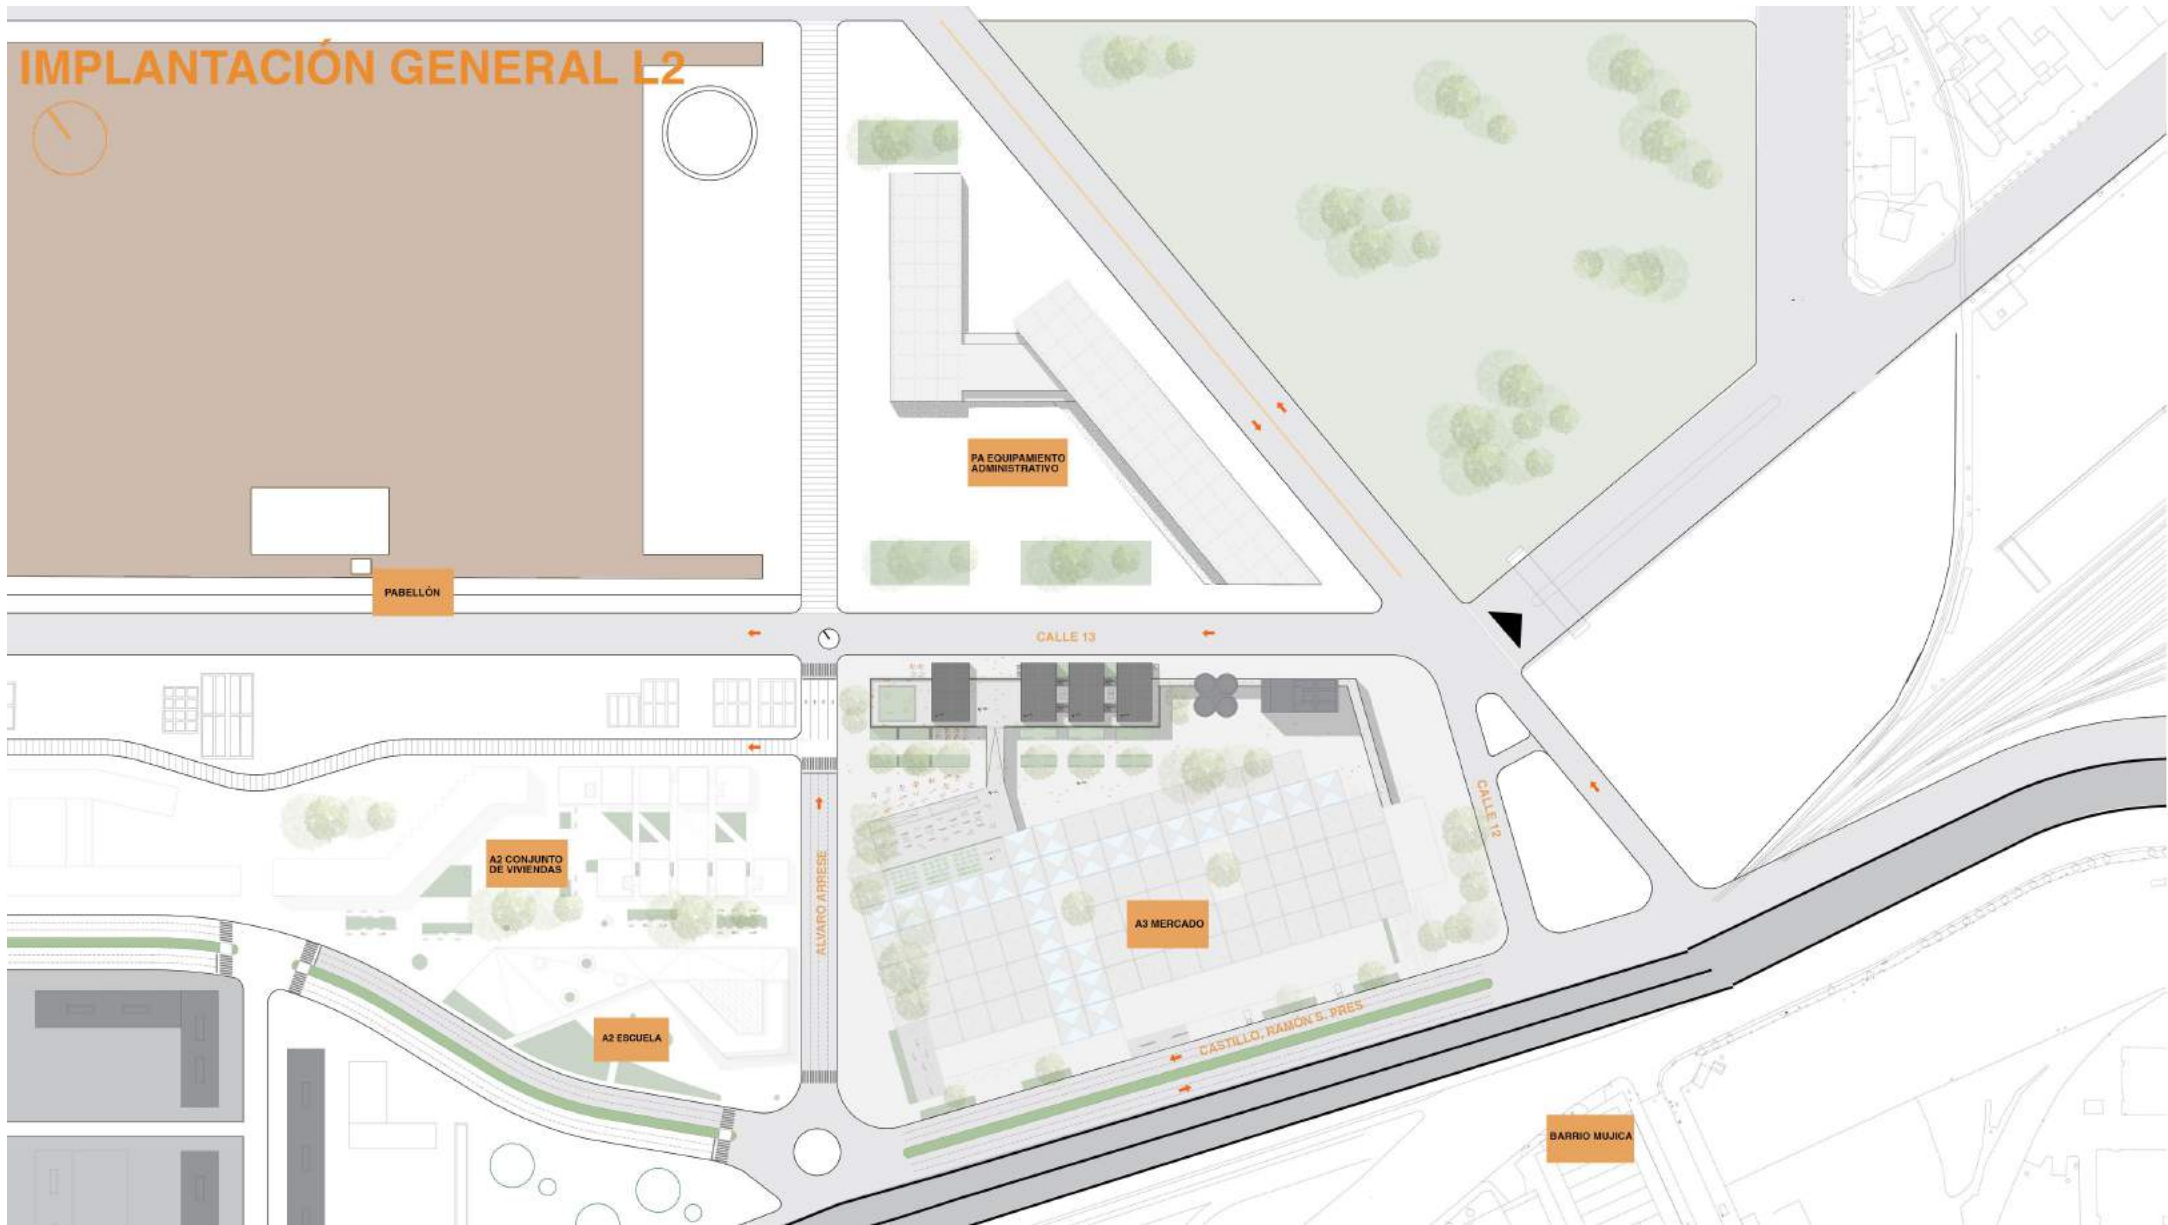 IMPLANTACIÓN GENERAL L2
PA EQUIPAMIENTO
ADMINISTRATIVO
PABELLÓN
CALLE 13
CALLE 12
A2 CONJUNTO
DE VIVIENDAS
ALVARO ARRESE
A3 MERCADO
A2 ESCUELA
CASTILLO, RAMÓN S. PRES
BARRIO MUJICA